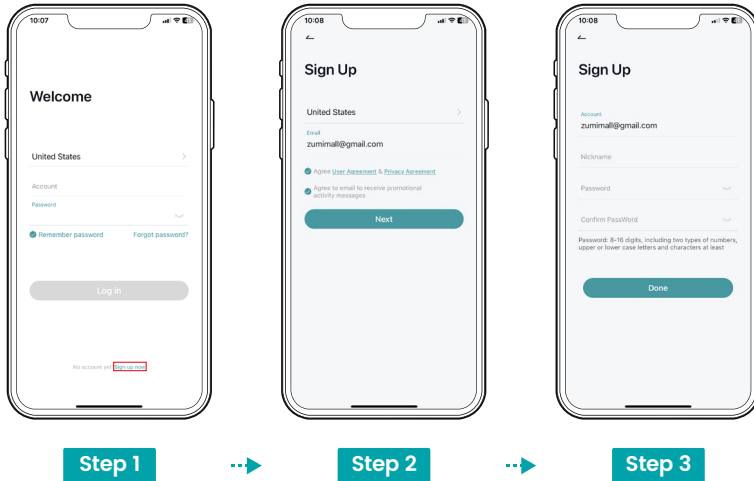 10:07
Welcome
United States
Account
Password
Remember password
Forgot password?
Log in
No account yet? Sign up now
Step 1
10:08
Sign Up
United States
Email
zumimall@gmail.com
Agree User Agreement & Privacy Agreement
Agree to email to receive promotional
activity messages
Next
Step 2
10:08
Sign Up
Account
zumimall@gmail.com
Nickname
Password
Confirm PassWord
Password: 8-16 digits, including two types of numbers,
upper or lower case letters and characters at least
Done
Step 3